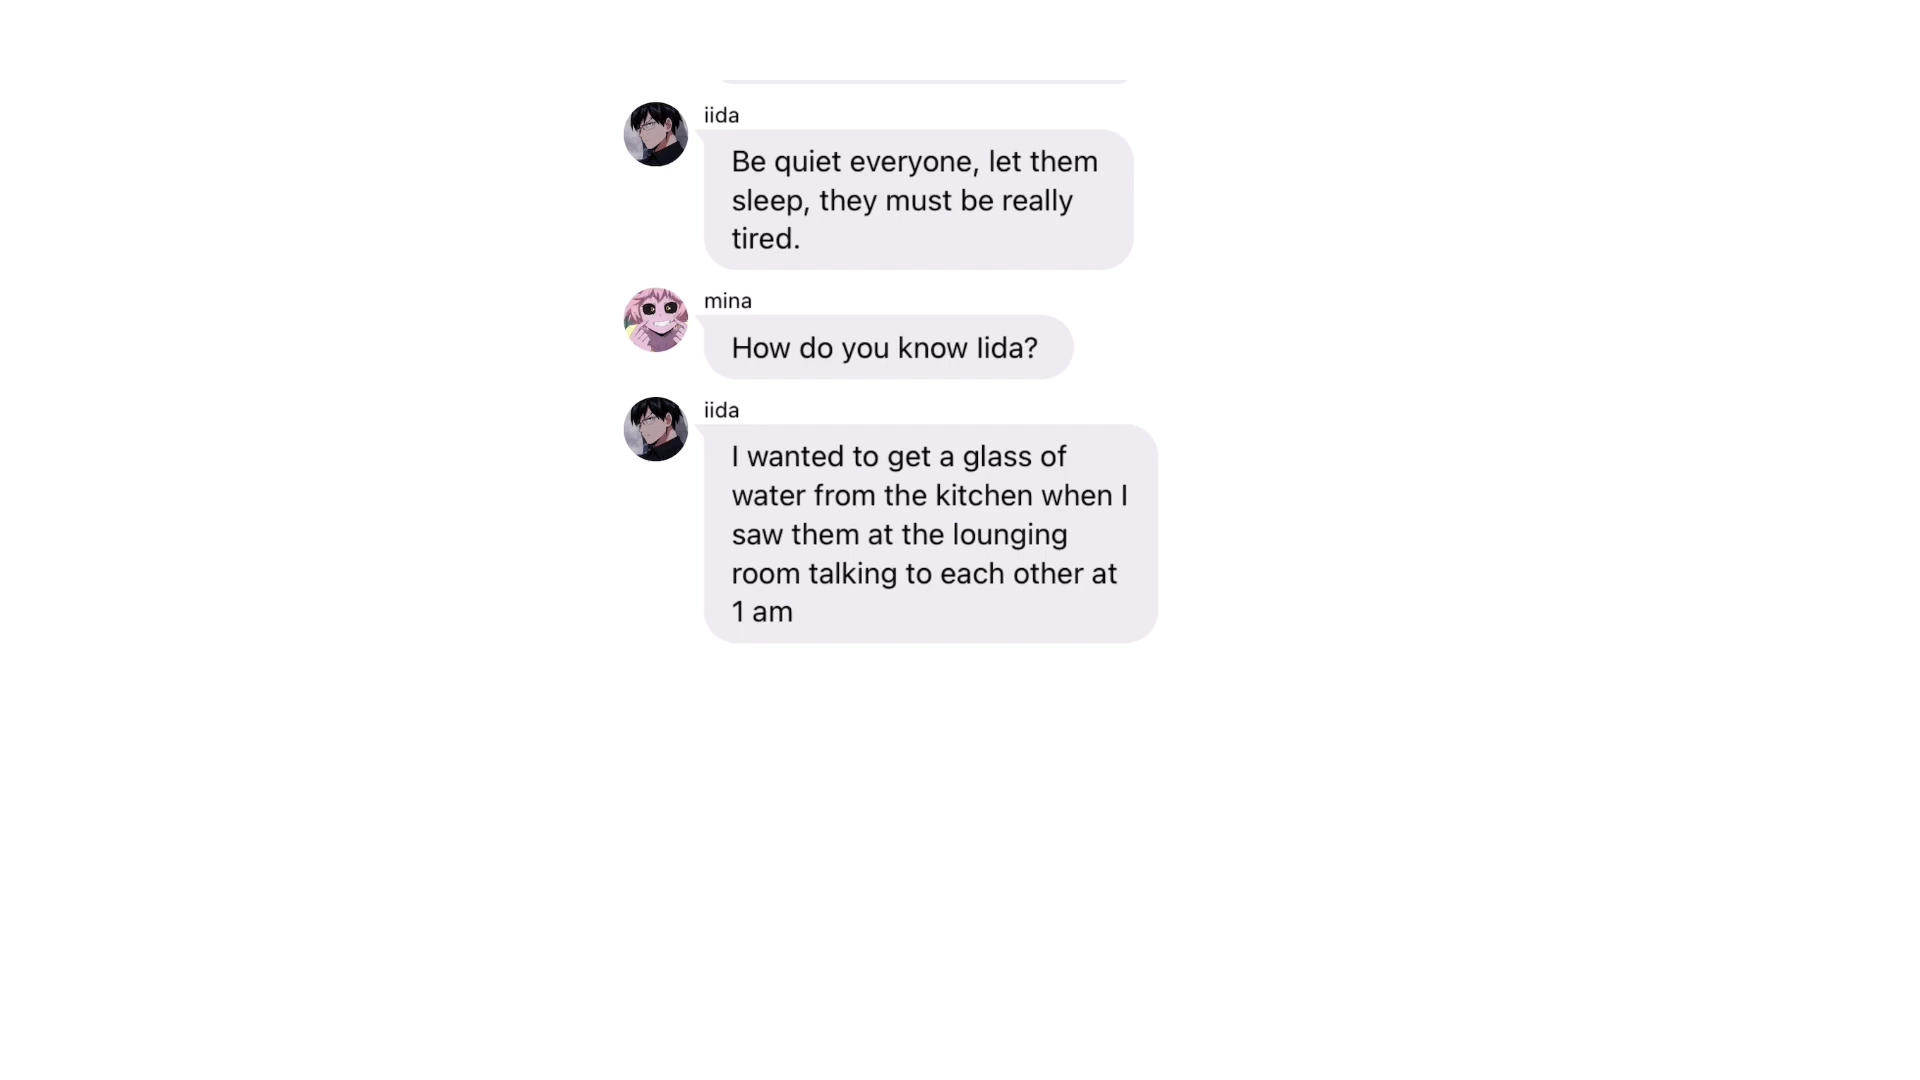 iida
Be quiet everyone, let them
sleep, they must be really
tired.
mina
How do you know Iida?
iida
I wanted to get a glass of
water from the kitchen when I
saw them at the lounging
room talking to each other at
1 am